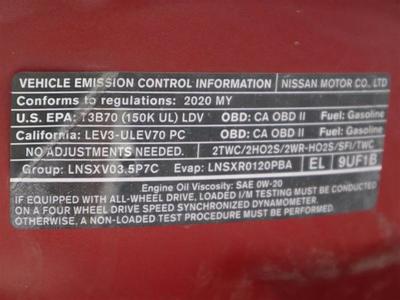 VEHICLE EMISSION CONTROL INFORMATION NISSAN MOTOR CO., LTD
Conforms to regulations: 2020 MY
U.S. EPA: T3B70 (150K UL) LDV OBD: CA OBD II Fuel: Gasoline
California: LEV3-ULEV70 PC OBD: CA OBD II Fuel: Gasoline
NO ADJUSTMENTS NEEDED. 2TWC/2HO2S/2WR-HO2S/SFI/TWC
Group: LNSXV03.5P7C Evap: LNSXR0120PBA EL 9UF1B
Engine Oil Viscosity: SAE 0W-20
IF EQUIPPED WITH ALL-WHEEL DRIVE, LOADED I/M TESTING MUST BE CONDUCTED
ON A FOUR WHEEL DRIVE SPEED SYNCHRONIZED DYNAMOMETER.
OTHERWISE, A NON-LOADED TEST PROCEDURE MUST BE PERFORMED.